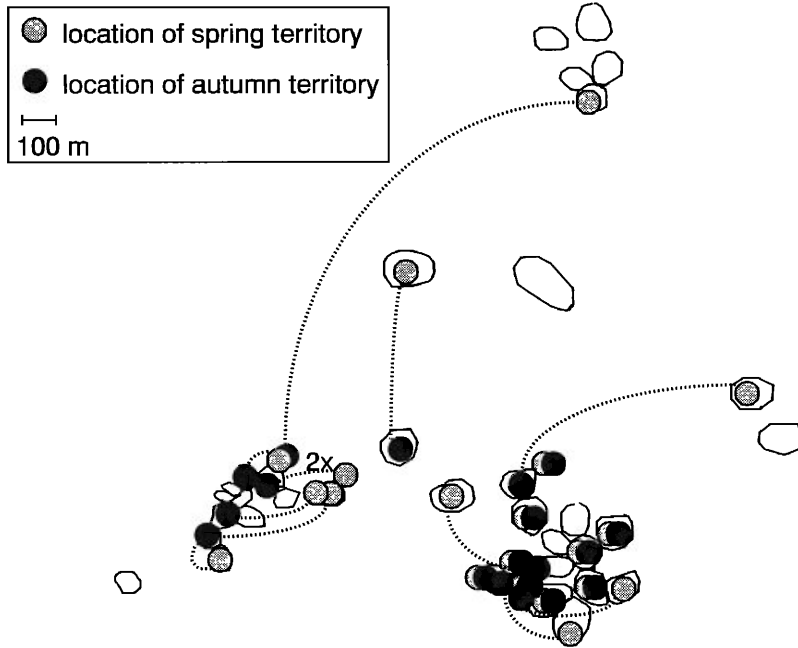 location of spring territory
location of autumn territory
100 m
2x